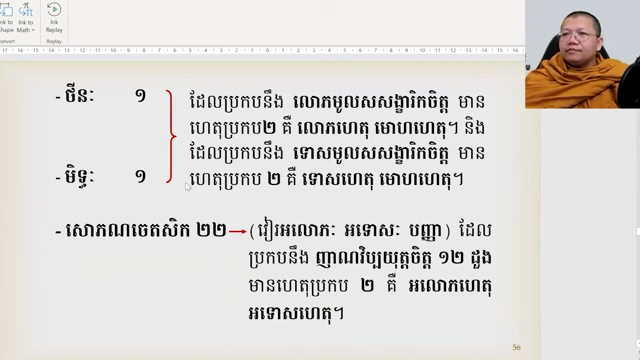 Ink to
Ink to
Ink
Shape
Math
Replay
Convert
Replay
- ថីនៈ ១
ដែលប្រកបនឹង លោភមូលសសង្ខារិកចិត្ត មាន
ហេតុប្រកប២ គឺ លោភហេតុ មោហហេតុ។ និង
ដែលប្រកបនឹង ទោសមូលសសង្ខារិកចិត្ត មាន
- មិទ្ធៈ ១
ហេតុប្រកប ២ គឺ ទោសហេតុ មោហហេតុ។
- សោភណចេតសិក ២២
(វៀរអលោភៈ អទោសៈ បញ្ញា) ដែល
ប្រកបនឹង ញាណវិប្បយុត្តចិត្ត ១២ ដួង
មានហេតុប្រកប ២ គឺ អលោភហេតុ
អទោសហេតុ។
56